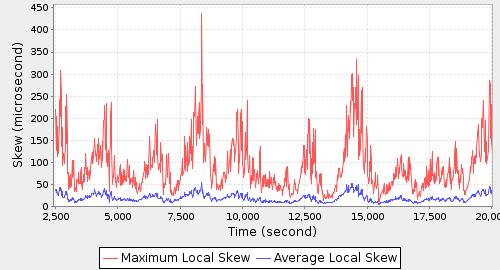 Skew (microsecond)
450
400
350
300
250
200
150
100
50
0
2,500 5,000 7,500 10,000 12,500 15,000 17,500 20,00
Time (second)
Maximum Local Skew Average Local Skew